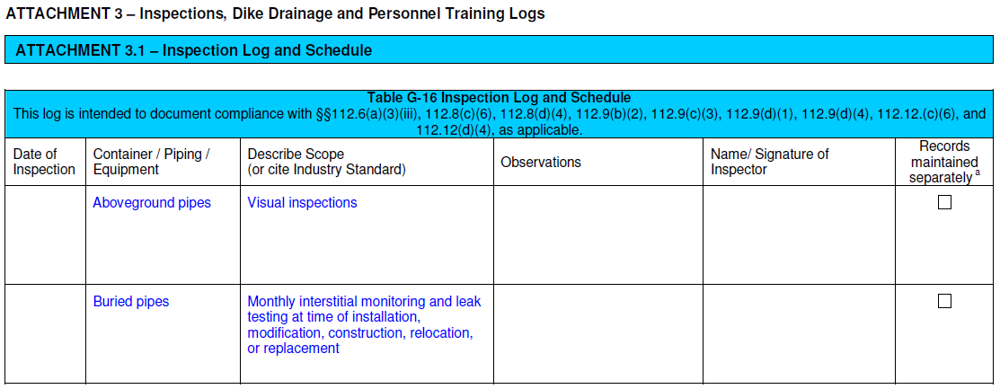 ATTACHMENT 3 – Inspections, Dike Drainage and Personnel Training Logs
ATTACHMENT 3.1 – Inspection Log and Schedule
Table G-16 Inspection Log and Schedule
This log is intended to document compliance with §§112.6(a)(3)(iii), 112.8(c)(6), 112.8(d)(4), 112.9(b)(2), 112.9(c)(3), 112.9(d)(1), 112.9(d)(4), 112.12.(c)(6), and
112.12(d)(4), as applicable.
Date of
Inspection
Container / Piping /
Equipment
Describe Scope
(or cite Industry Standard)
Observations
Name/ Signature of
Inspector
Records
maintained
separately a
Aboveground pipes
Visual inspections
Buried pipes
Monthly interstitial monitoring and leak
testing at time of installation,
modification, construction, relocation,
or replacement